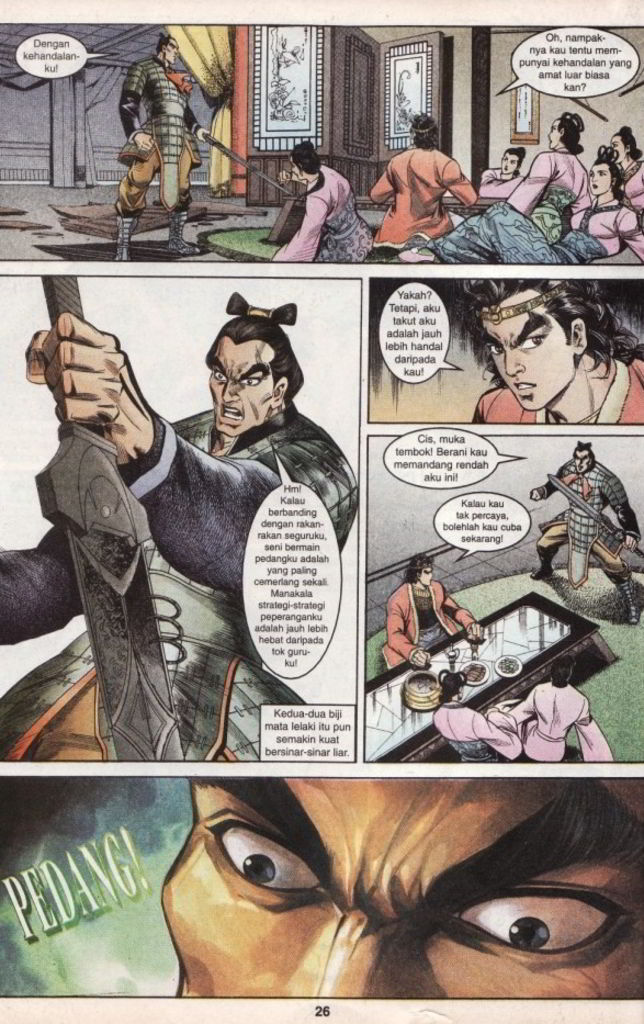 Dengan
kehandalan-
ku!
Oh, nampak-
nya kau tentu mem-
punyai kehandalan yang
amat luar biasa
kan?
Hm!
Kalau
berbanding
dengan rakan-
rakan seguruku,
seni bermain
pedangku adalah
yang paling
cemerlang sekali.
Manakala
strategi-strategi
peperanganku
adalah jauh lebih
hebat daripada
tok guru-
ku!
Kedua-dua biji
mata lelaki itu pun
semakin kuat
bersinar-sinar liar.
Yakah?
Tetapi, aku
takut aku
adalah jauh
lebih handal
daripada
kau!
Cis, muka
tembok! Berani kau
memandang rendah
aku ini!
Kalau kau
tak percaya,
bolehlah kau cuba
sekarang!
PEDANG!
26